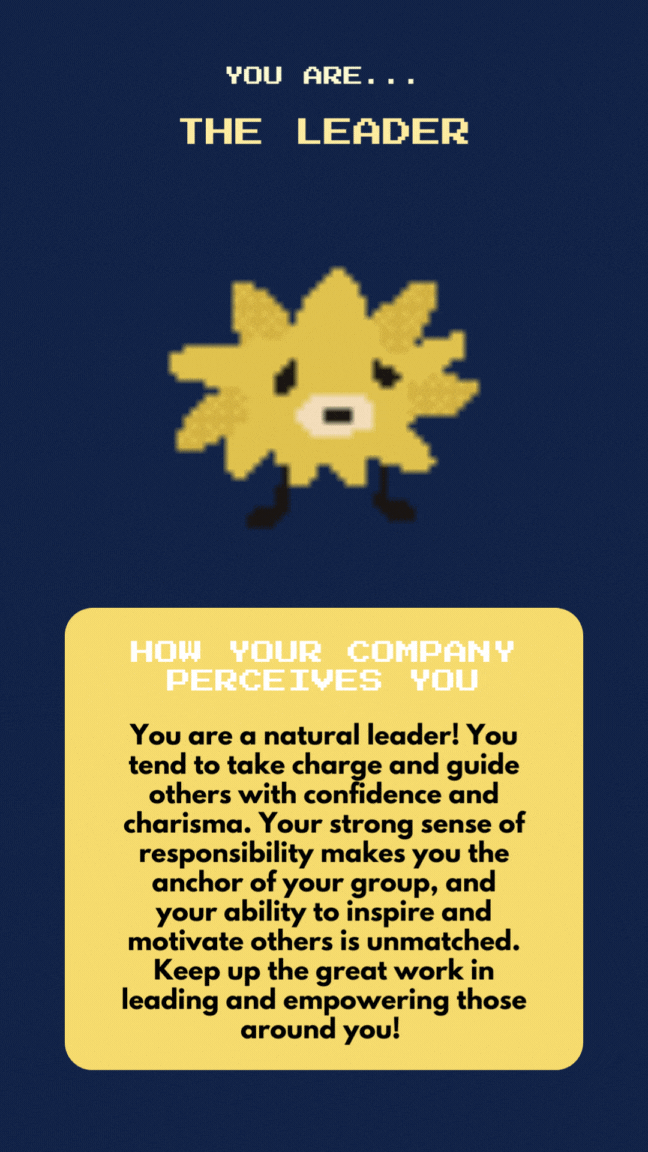 YOU ARE...
THE LEADER
HOW YOUR COMPANY
PERCEIVES YOU
You are a natural leader! You
tend to take charge and guide
others with confidence and
charisma. Your strong sense of
responsibility makes you the
anchor of your group, and
your ability to inspire and
motivate others is unmatched.
Keep up the great work in
leading and empowering those
around you!